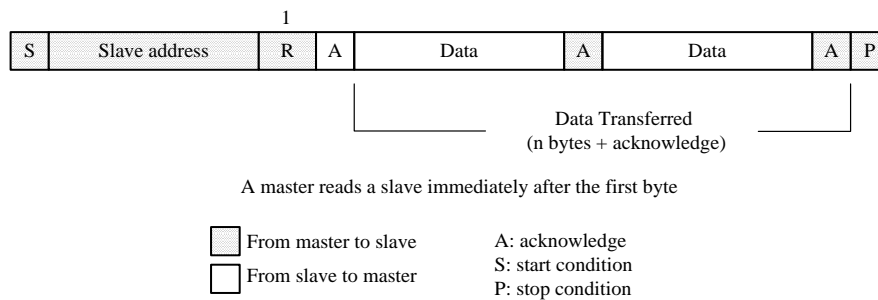 1
S Slave address R A Data A Data A P
Data Transferred
(n bytes + acknowledge)
A master reads a slave immediately after the first byte
From master to slave
From slave to master
A: acknowledge
S: start condition
P: stop condition